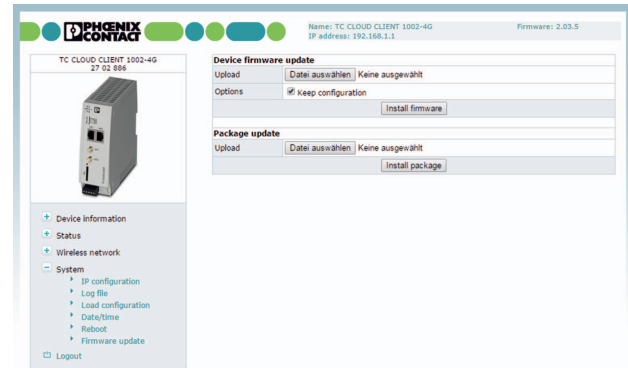 PHŒNIX
CONTACT
Name: TC CLOUD CLIENT 1002-4G
IP address: 192.168.1.1
Firmware: 2.03.5
TC CLOUD CLIENT 1002-4G
27 02 886
Device information
Status
Wireless network
System
IP configuration
Log file
Load configuration
Date/time
Reboot
Firmware update
Logout
Device firmware update
Upload Datei auswählen Keine ausgewählt
Options Keep configuration
Install firmware
Package update
Upload Datei auswählen Keine ausgewählt
Install package